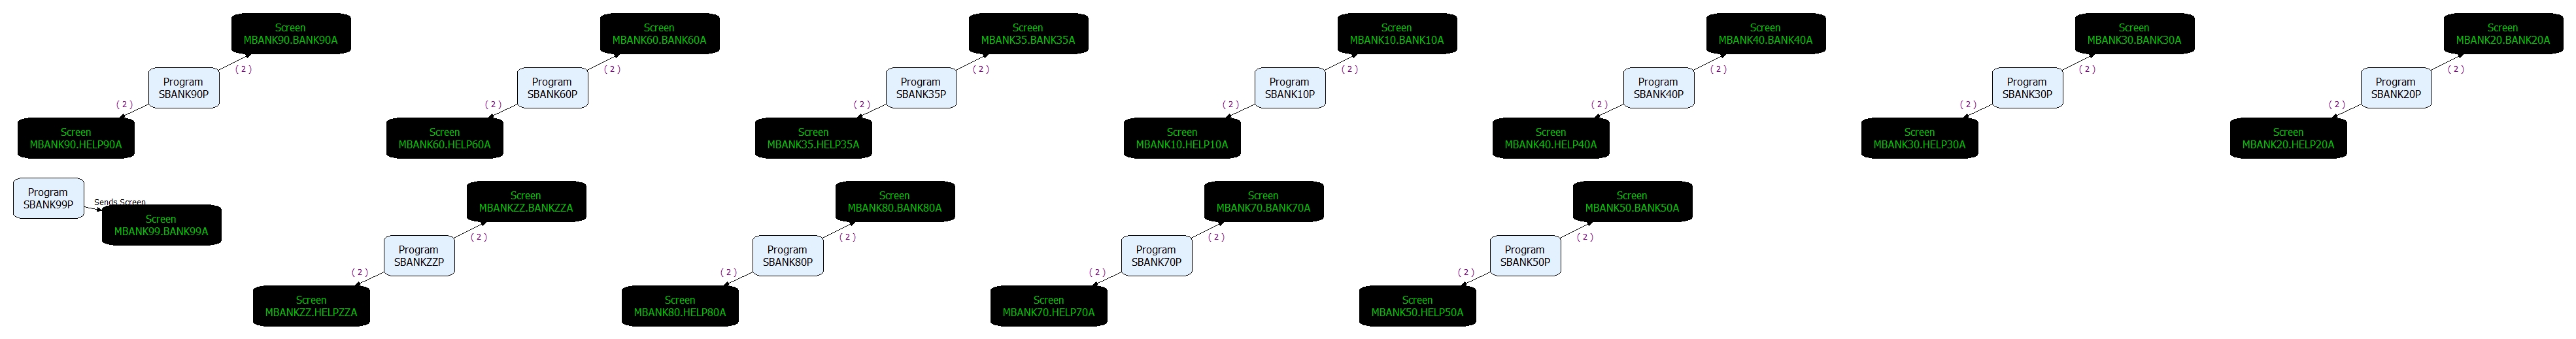 Screen
MBANK90.BANK90A
Screen
MBANK60.BANK60A
Screen
MBANK35.BANK35A
Screen
MBANK10.BANK10A
Screen
MBANK40.BANK40A
Screen
MBANK30.BANK30A
Screen
MBANK20.BANK20A
( 2 )
( 2 )
( 2 )
( 2 )
( 2 )
( 2 )
( 2 )
Program
SBANK90P
Program
SBANK60P
Program
SBANK35P
Program
SBANK10P
Program
SBANK40P
Program
SBANK30P
Program
SBANK20P
( 2 )
( 2 )
( 2 )
( 2 )
( 2 )
( 2 )
( 2 )
Screen
MBANK90.HELP90A
Screen
MBANK60.HELP60A
Screen
MBANK35.HELP35A
Screen
MBANK10.HELP10A
Screen
MBANK40.HELP40A
Screen
MBANK30.HELP30A
Screen
MBANK20.HELP20A
Program
SBANK99P
Sends Screen
Screen
MBANK99.BANK99A
Screen
MBANKZZ.BANKZZA
Screen
MBANK80.BANK80A
Screen
MBANK70.BANK70A
Screen
MBANK50.BANK50A
( 2 )
( 2 )
( 2 )
( 2 )
Program
SBANKZZP
Program
SBANK80P
Program
SBANK70P
Program
SBANK50P
( 2 )
( 2 )
( 2 )
( 2 )
Screen
MBANKZZ.HELPZZA
Screen
MBANK80.HELP80A
Screen
MBANK70.HELP70A
Screen
MBANK50.HELP50A